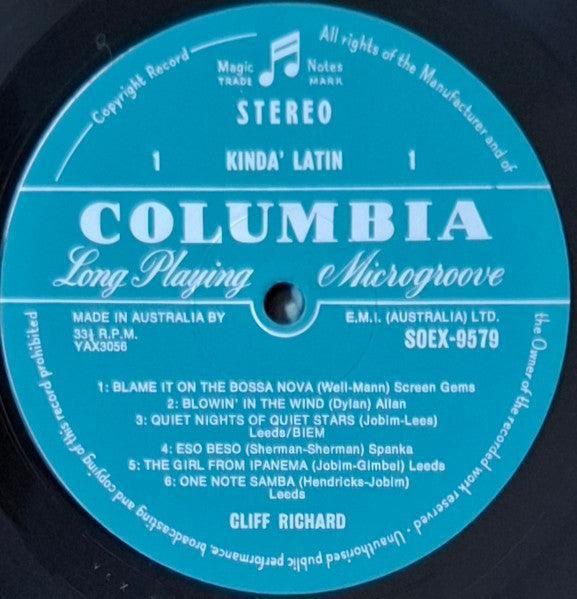 Copyright Record
All rights of the Manufacturer and of
the Owner of the recorded work reserved · Unauthorised public performance, broadcasting and copying of this record prohibited
Magic Notes
TRADE MARK
STEREO
1 KINDA' LATIN 1
COLUMBIA
Long Playing Microgroove
MADE IN AUSTRALIA BY E.M.I. (AUSTRALIA) LTD.
33⅓ R.P.M. SOEX-9579
YAX3056
1: BLAME IT ON THE BOSSA NOVA (Well-Mann) Screen Gems
2: BLOWIN' IN THE WIND (Dylan) Allan
3: QUIET NIGHTS OF QUIET STARS (Jobim-Lees)
Leeds/BIEM
4: ESO BESO (Sherman-Sherman) Spanka
5: THE GIRL FROM IPANEMA (Jobim-Gimbel) Leeds
6: ONE NOTE SAMBA (Hendricks-Jobim)
Leeds
CLIFF RICHARD